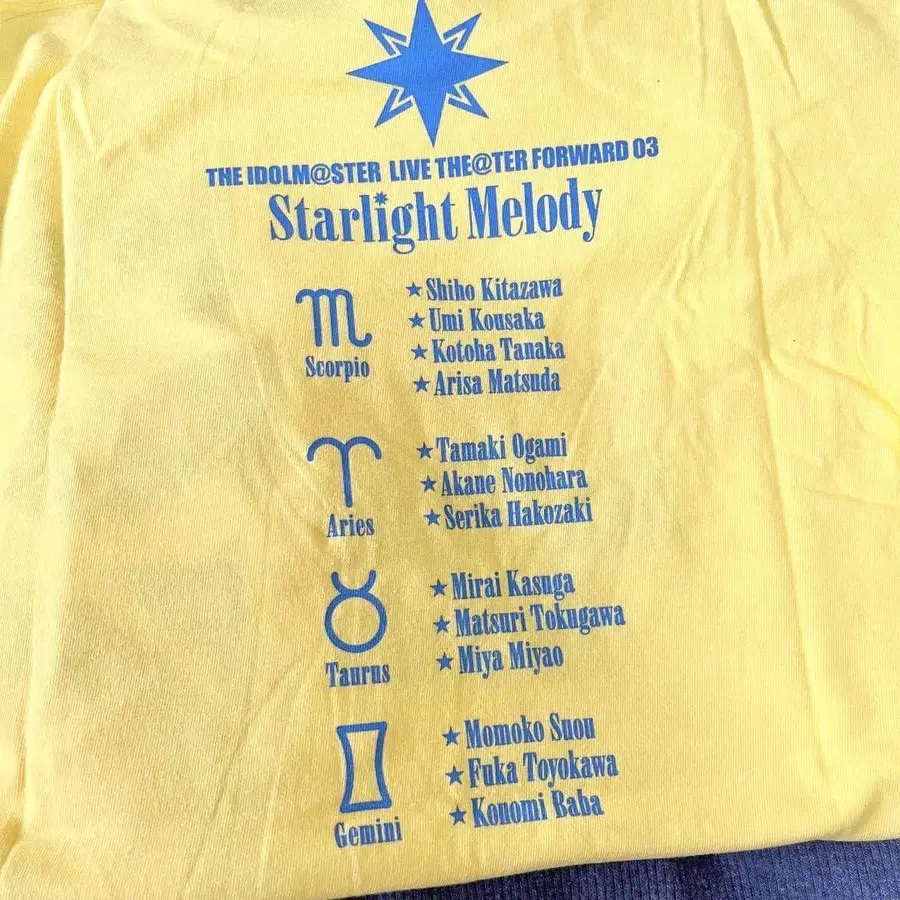 THE IDOLM@STER LIVE THE@TER FORWARD 03
Starlight Melody
Scorpio
★Shiho Kitazawa
★Umi Kousaka
★Kotoha Tanaka
★Arisa Matsuda
Aries
★Tamaki Ogami
★Akane Nonohara
★Serika Hakozaki
Taurus
★Mirai Kasuga
★Matsuri Tokugawa
★Miya Miyao
Gemini
★Momoko Suou
★Fuka Toyokawa
★Konomi Baba